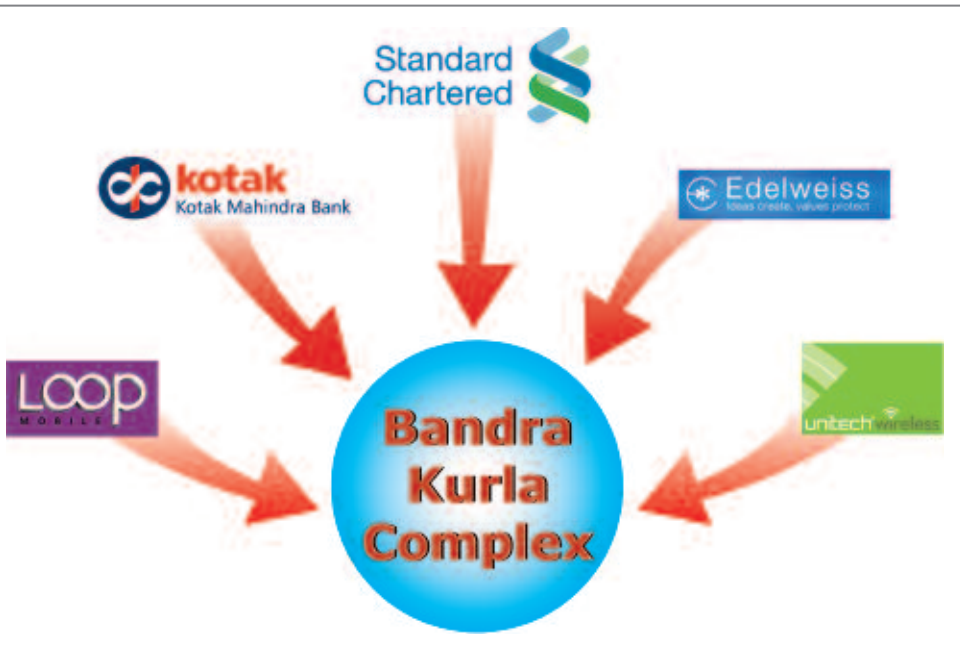 Standard
Chartered
kotak
Kotak Mahindra Bank
Edelweiss
Ideas create, values protect
LOOP
MOBILE
unitech wireless
Bandra
Kurla
Complex